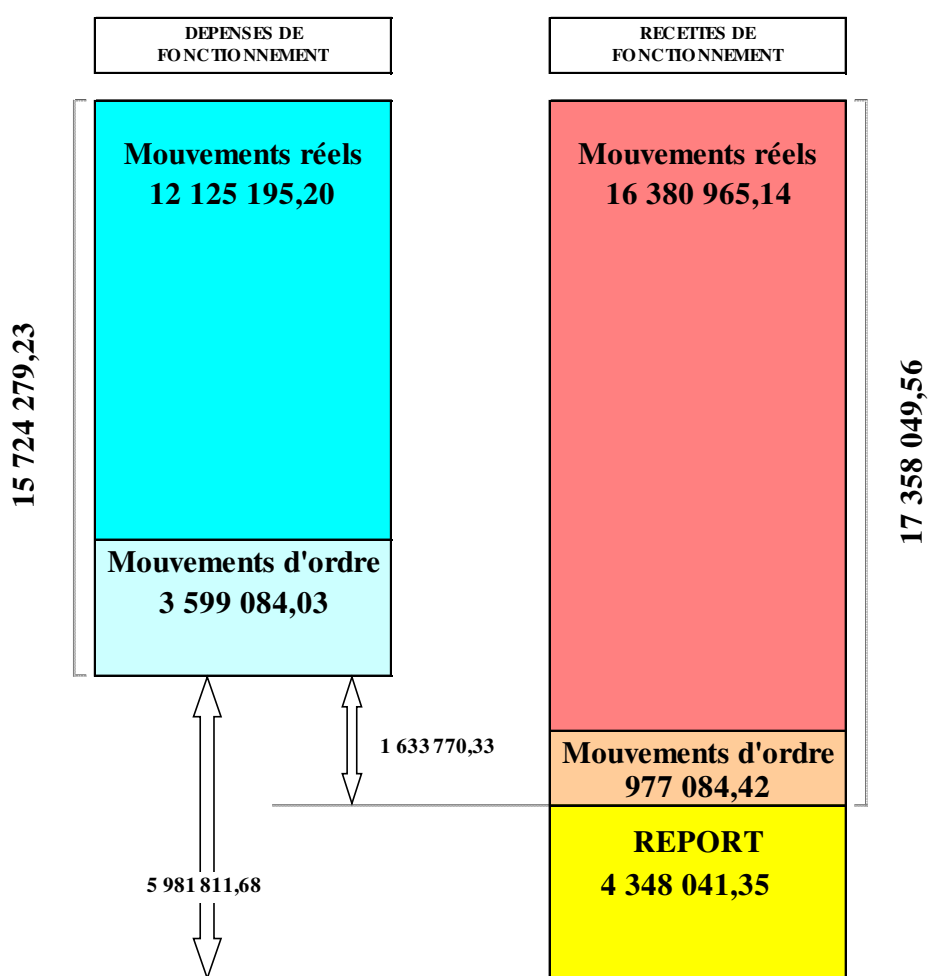 DEPENSES DE
FONCTIONNEMENT
RECETTES DE
FONCTIONNEMENT
Mouvements réels
12 125 195,20
Mouvements réels
16 380 965,14
15 724 279,23
17 358 049,56
Mouvements d'ordre
3 599 084,03
1 633 770,33
Mouvements d'ordre
977 084,42
REPORT
4 348 041,35
5 981 811,68